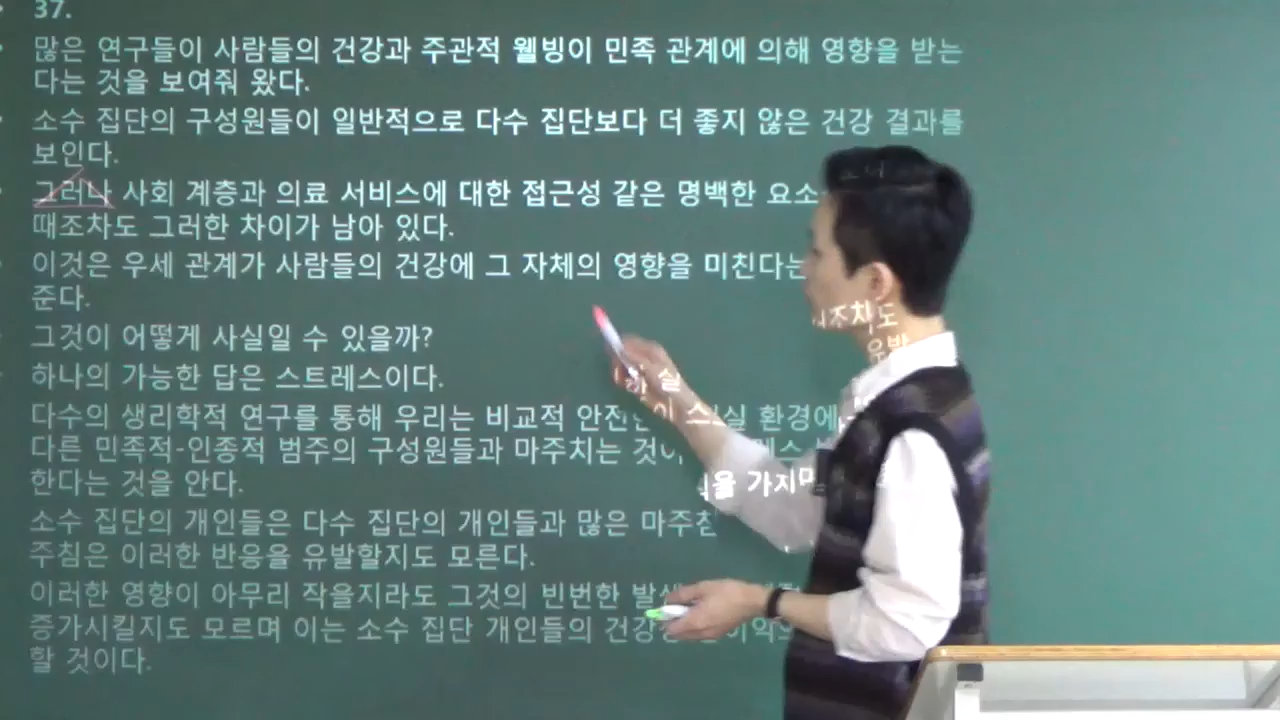 37.
많은 연구들이 사람들의 건강과 주관적 웰빙이 민족 관계에 의해 영향을 받는
다는 것을 보여줘 왔다.
소수 집단의 구성원들이 일반적으로 다수 집단보다 더 좋지 않은 건강 결과를
보인다.
그러나 사회 계층과 의료 서비스에 대한 접근성 같은 명백한 요소
때조차도 그러한 차이가 남아 있다.
이것은 우세 관계가 사람들의 건강에 그 자체의 영향을 미친다는
준다.
그것이 어떻게 사실일 수 있을까?
하나의 가능한 답은 스트레스이다.
다수의 생리학적 연구를 통해 우리는 비교적 안전한 실 환경에
다른 민족적-인종적 범주의 구성원들과 마주치는 것이
한다는 것을 안다.
소수 집단의 개인들은 다수 집단의 개인들과 많은
주침은 이러한 반응을 유발할지도 모른다.
이러한 영향이 아무리 작을지라도 그것의 빈번한
증가시킬지도 모르며 이는 소수 집단 개인들의
할 것이다.